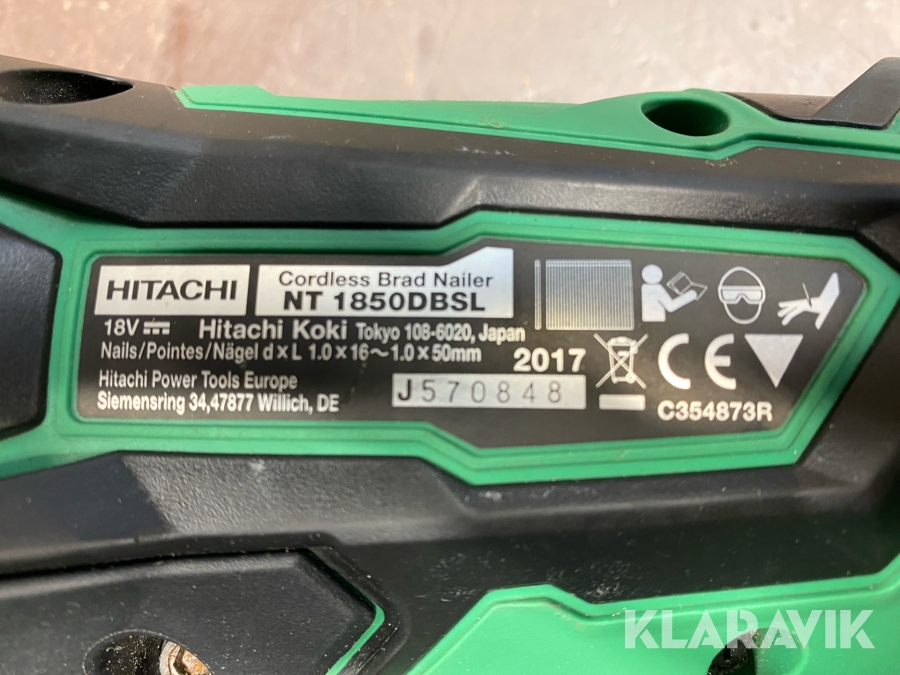 HITACHI
Cordless Brad Nailer
NT 1850DBSL
18V Hitachi Koki Tokyo 108-6020, Japan
Nails/Pointes/Nägel d×L 1.0×16~1.0×50mm
2017
Hitachi Power Tools Europe
Siemensring 34,47877 Willich, DE
J570848
CE
C354873R
KLARAVIK